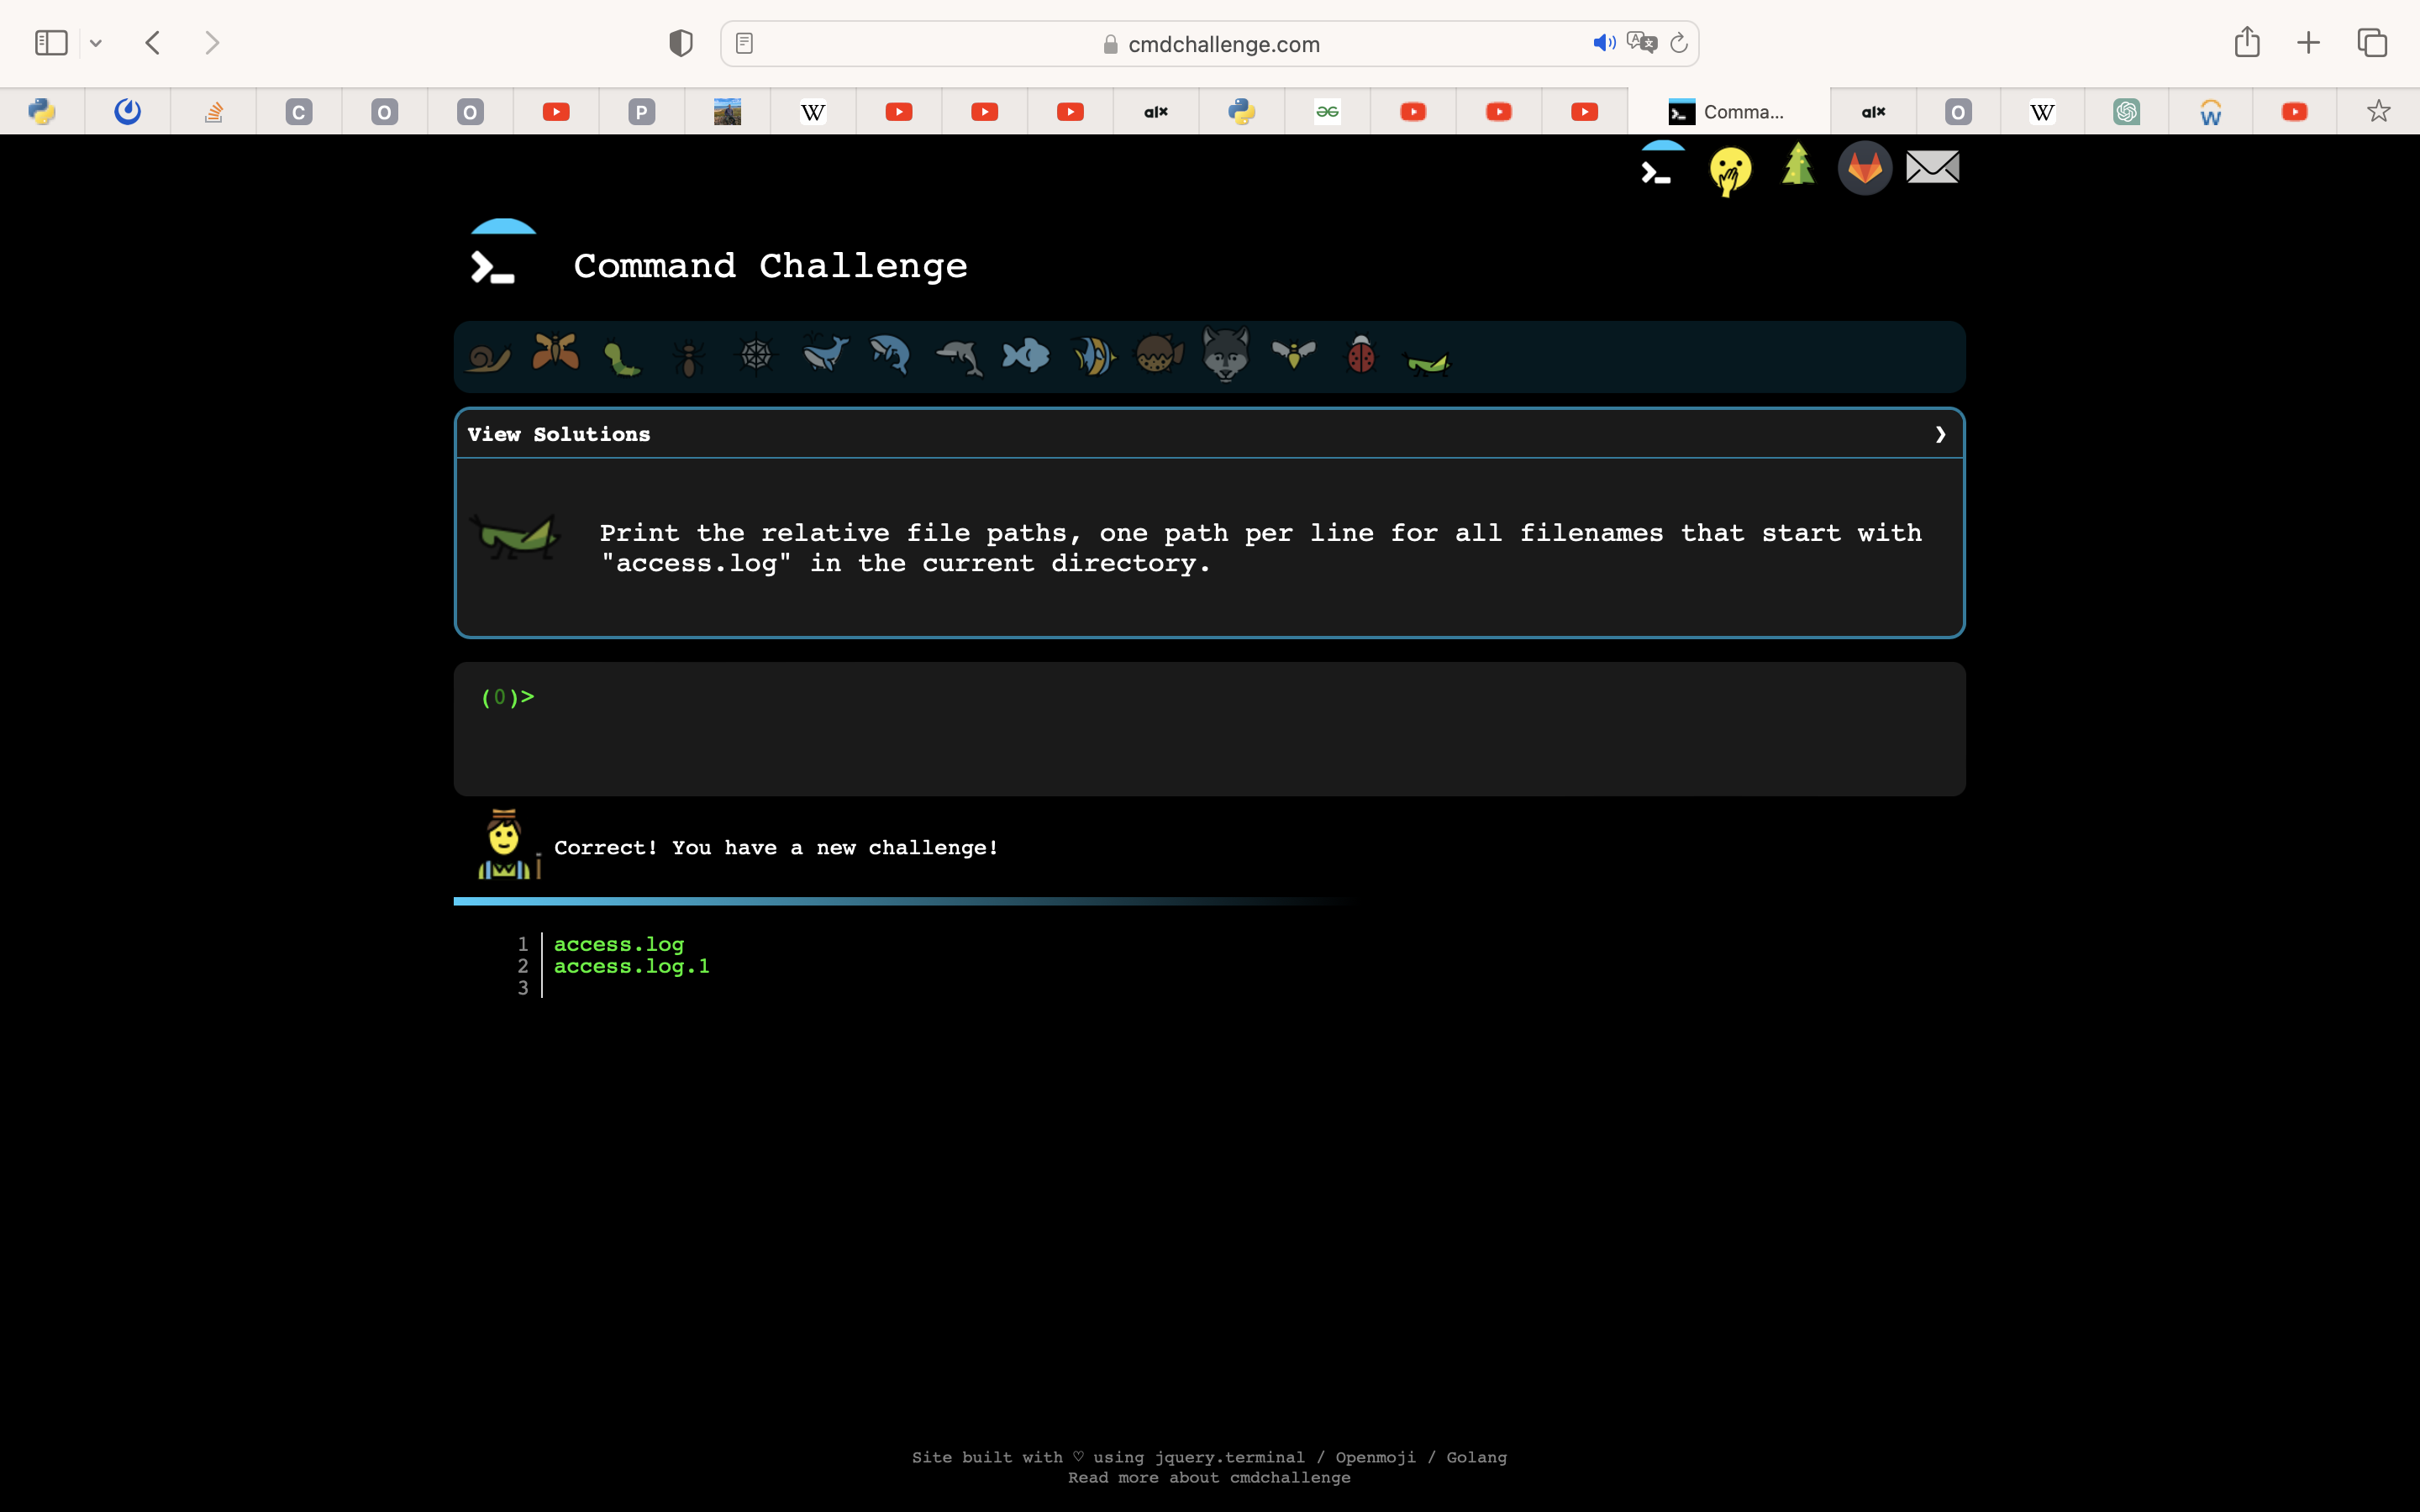 cmdchallenge.com
C
O
O
P
W
alx
Comma...
alx
O
W
W
Command Challenge
View Solutions
Print the relative file paths, one path per line for all filenames that start with
"access.log" in the current directory.
(0)>
Correct! You have a new challenge!
1 access.log
2 access.log.1
3
Site built with ♡ using jquery.terminal / Openmoji / Golang
Read more about cmdchallenge